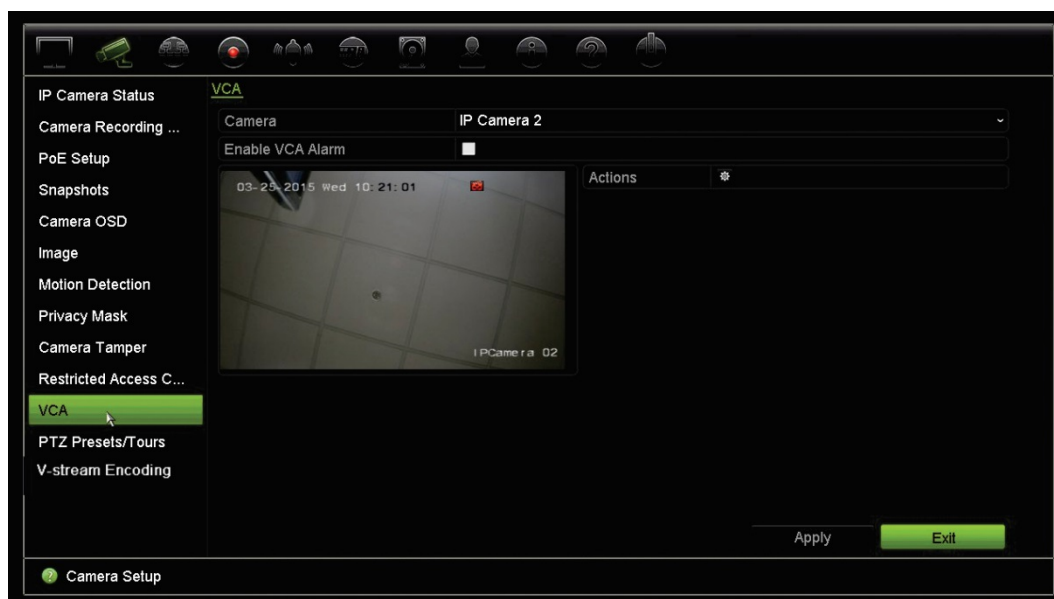 VCA
IP Camera Status
Camera Recording ...
PoE Setup
Snapshots
Camera OSD
Image
Motion Detection
Privacy Mask
Camera Tamper
Restricted Access C...
VCA
PTZ Presets/Tours
V-stream Encoding
Camera IP Camera 2
Enable VCA Alarm
03-25-2015 Wed 10:21:01
IPCamera 02
Actions
Apply Exit
Camera Setup